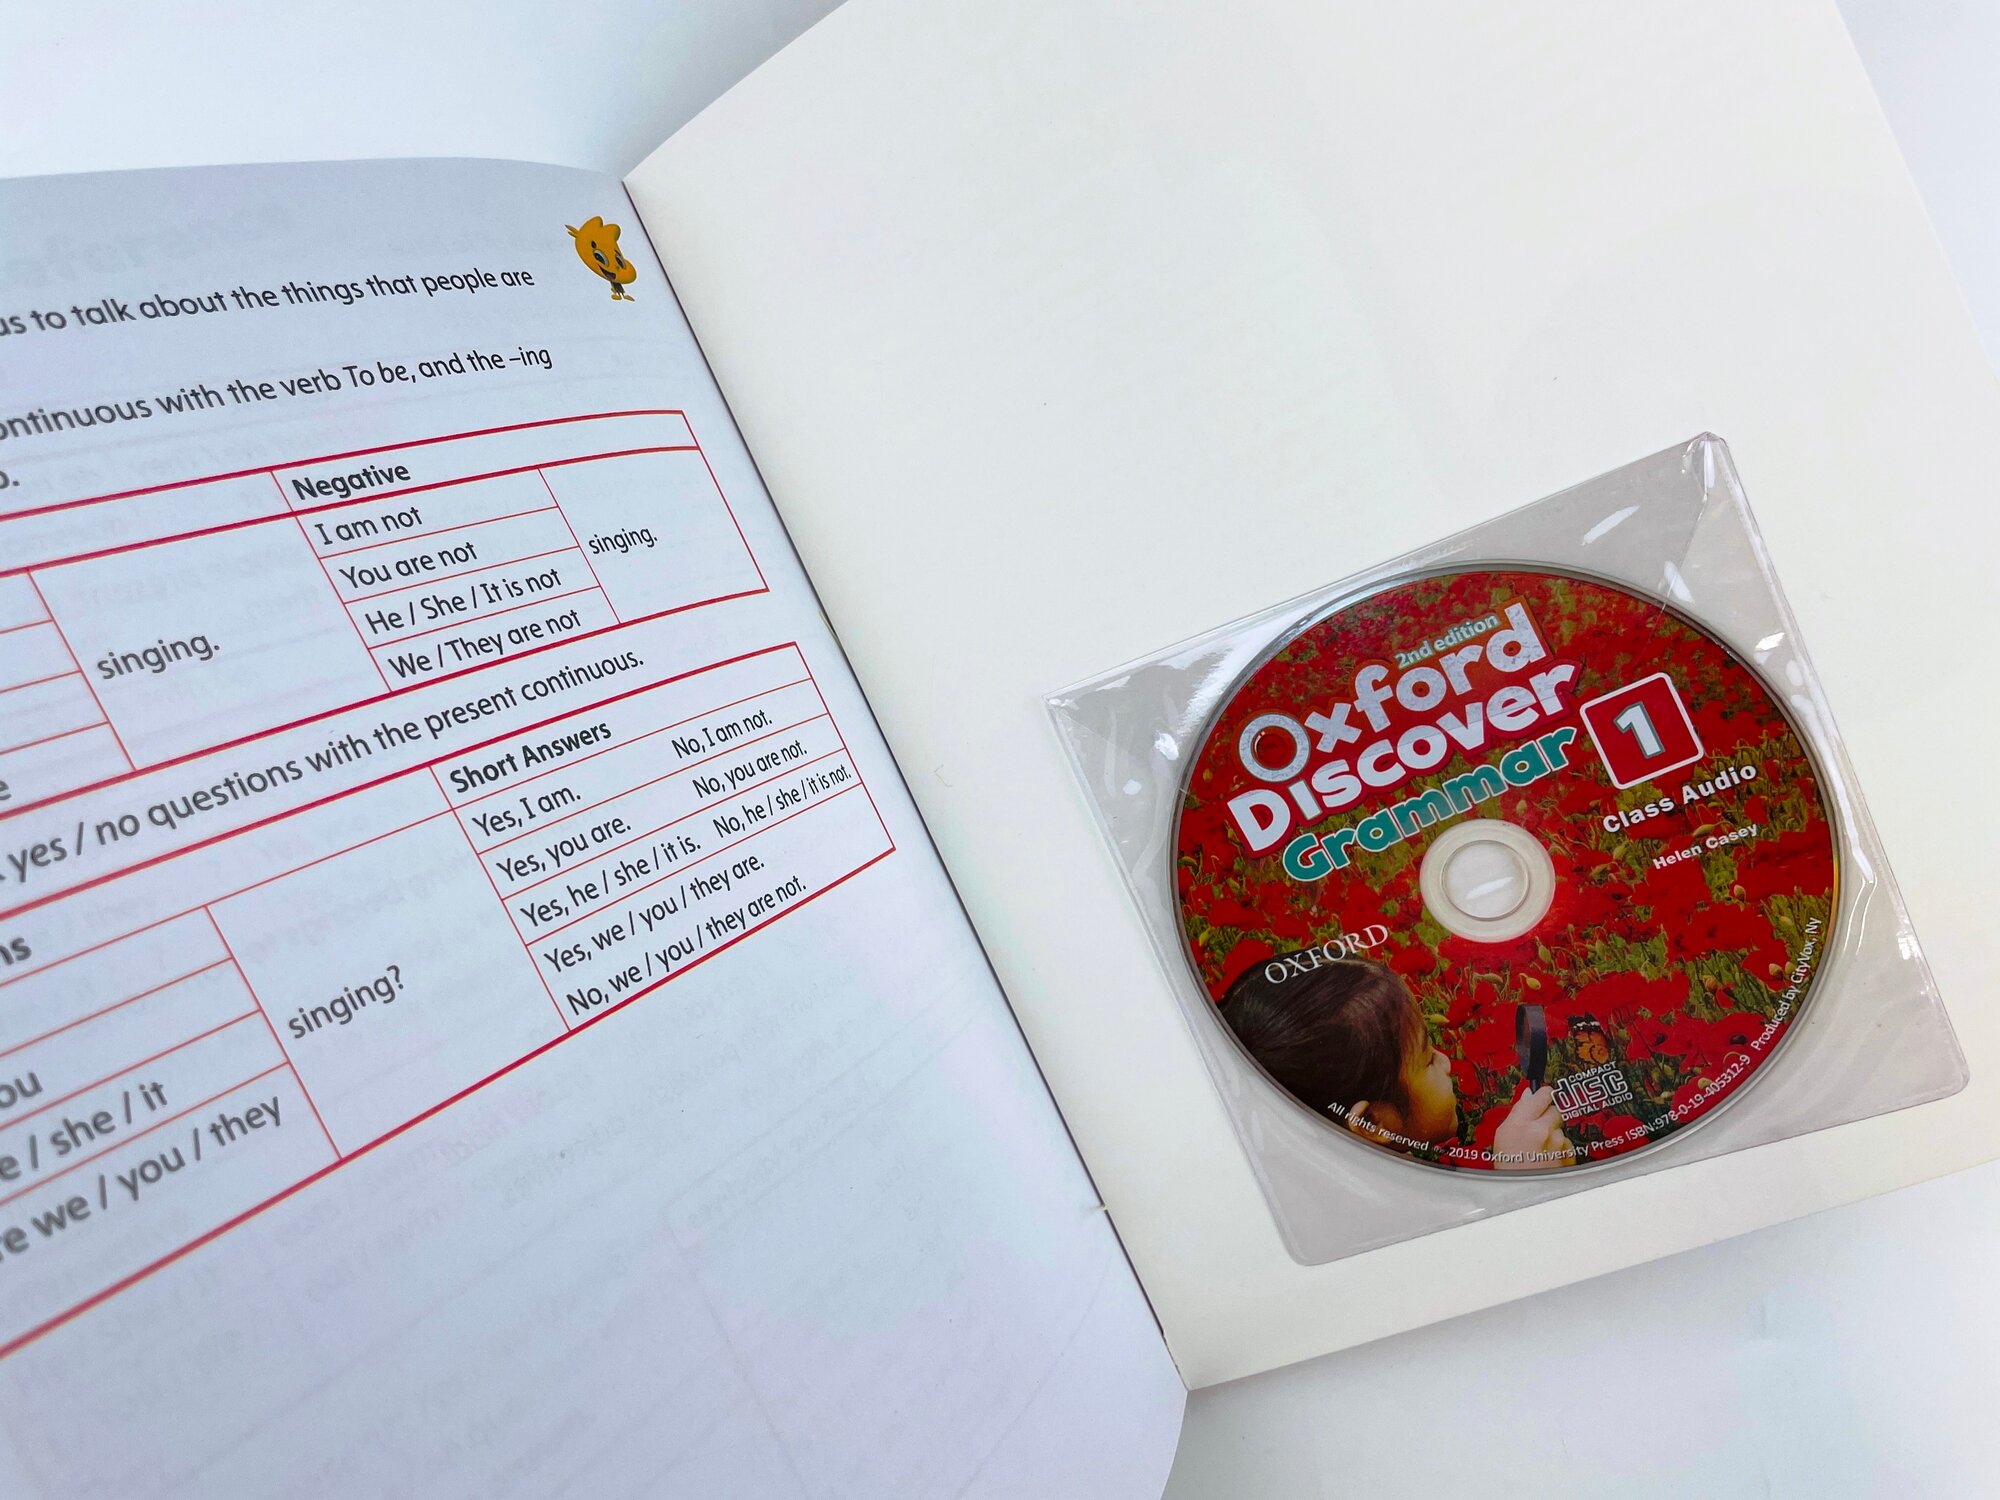 us to talk about the things that people are
ontinuous with the verb To be, and the –ing
Negative
I am not
You are not
He / She / It is not
We / They are not
singing.
singing.
yes / no questions with the present continuous.
Short Answers
Yes, I am. No, I am not.
Yes, you are. No, you are not.
Yes, he / she / it is. No, he / she / it is not.
Yes, we / you / they are.
No, we / you / they are not.
singing?
ns
ou
e / she / it
re we / you / they
2nd edition
Oxford
Discover
Grammar
1
Class Audio
Helen Casey
OXFORD
COMPACT
disc
DIGITAL AUDIO
All rights reserved © 2019 Oxford University Press ISBN:978-0-19-405312-9 Produced by CityVox, NY